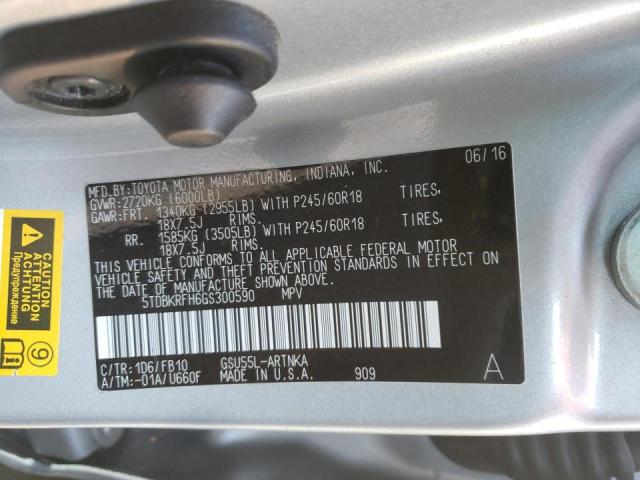 MFD.BY:TOYOTA MOTOR MANUFACTURING, INDIANA, INC. 06/16
GVWR:2720KG (6000LB)
GAWR:FRT. 1340KG (2955LB) WITH P245/60R18 TIRES,
18X7.5J RIMS.
RR. 1585KG (3505LB) WITH P245/60R18 TIRES,
18X7.5J RIMS.
THIS VEHICLE CONFORMS TO ALL APPLICABLE FEDERAL MOTOR
VEHICLE SAFETY AND THEFT PREVENTION STANDARDS IN EFFECT ON
THE DATE OF MANUFACTURE SHOWN ABOVE.
5TDBKRFH6GS300590 MPV
C/TR:1D6/FB10 GSU55L-ARTNKA
A/TM:-01A/U660F MADE IN U.S.A. 909 A
ATTENTION
ACHTUNG
Предупреждение
9